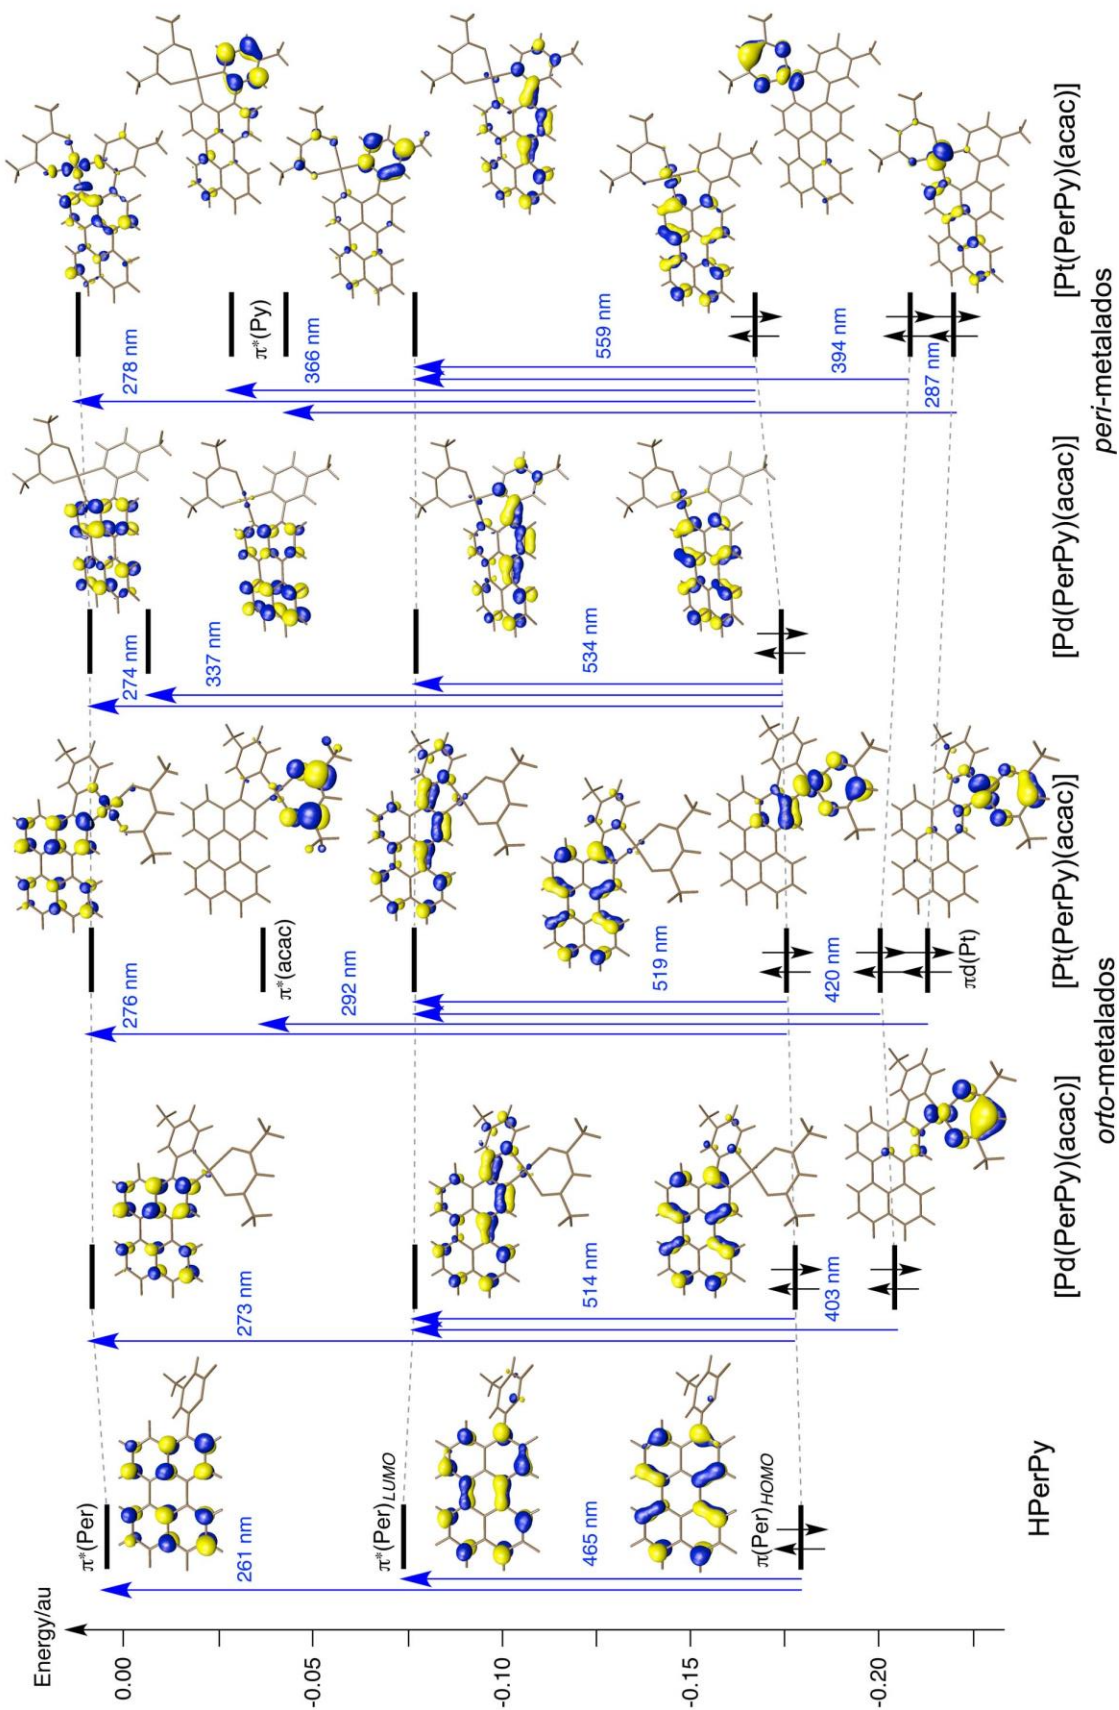 Energy/au
0.00
-0.05
-0.10
-0.15
-0.20
π*(Per)
261 nm
π*(Per)LUMO
465 nm
π(Per)HOMO
HPerPy
273 nm
514 nm
403 nm
[Pd(PerPy)(acac)]
276 nm
π*(acac)
292 nm
519 nm
420 nm
πd(Pt)
[Pt(PerPy)(acac)]
orto-metalados
274 nm
337 nm
534 nm
[Pd(PerPy)(acac)]
278 nm
π*(Py)
366 nm
559 nm
394 nm
287 nm
[Pt(PerPy)(acac)]
peri-metalados